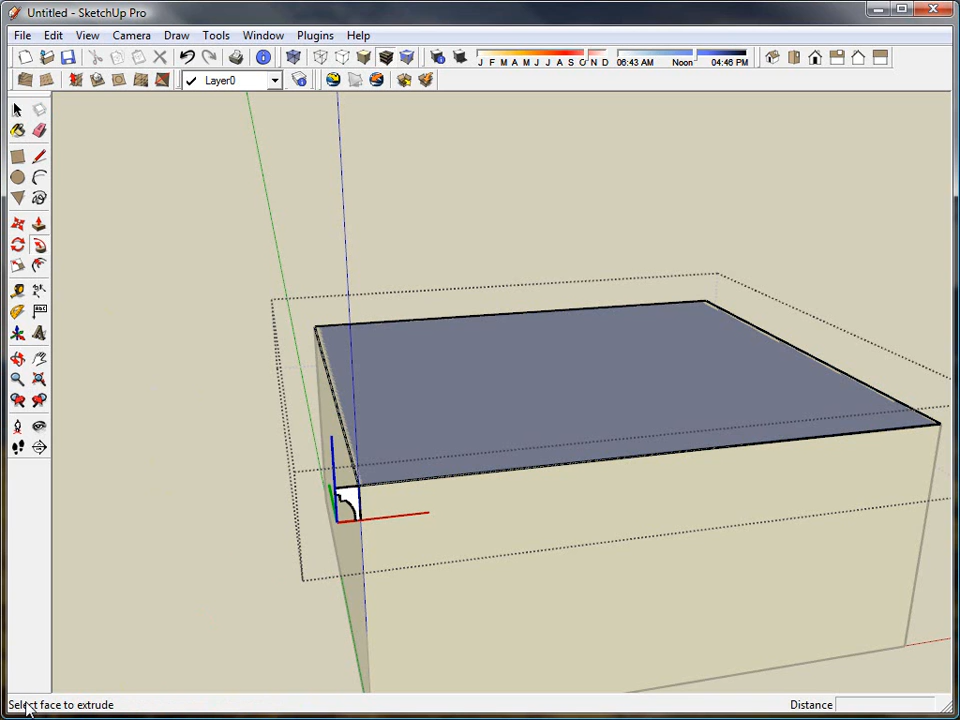 Untitled - SketchUp Pro
File Edit View Camera Draw Tools Window Plugins Help
J F M A M J J A S O N D 06:43 AM Noon 04:46 PM
Layer0
ABC
Select face to extrude Distance